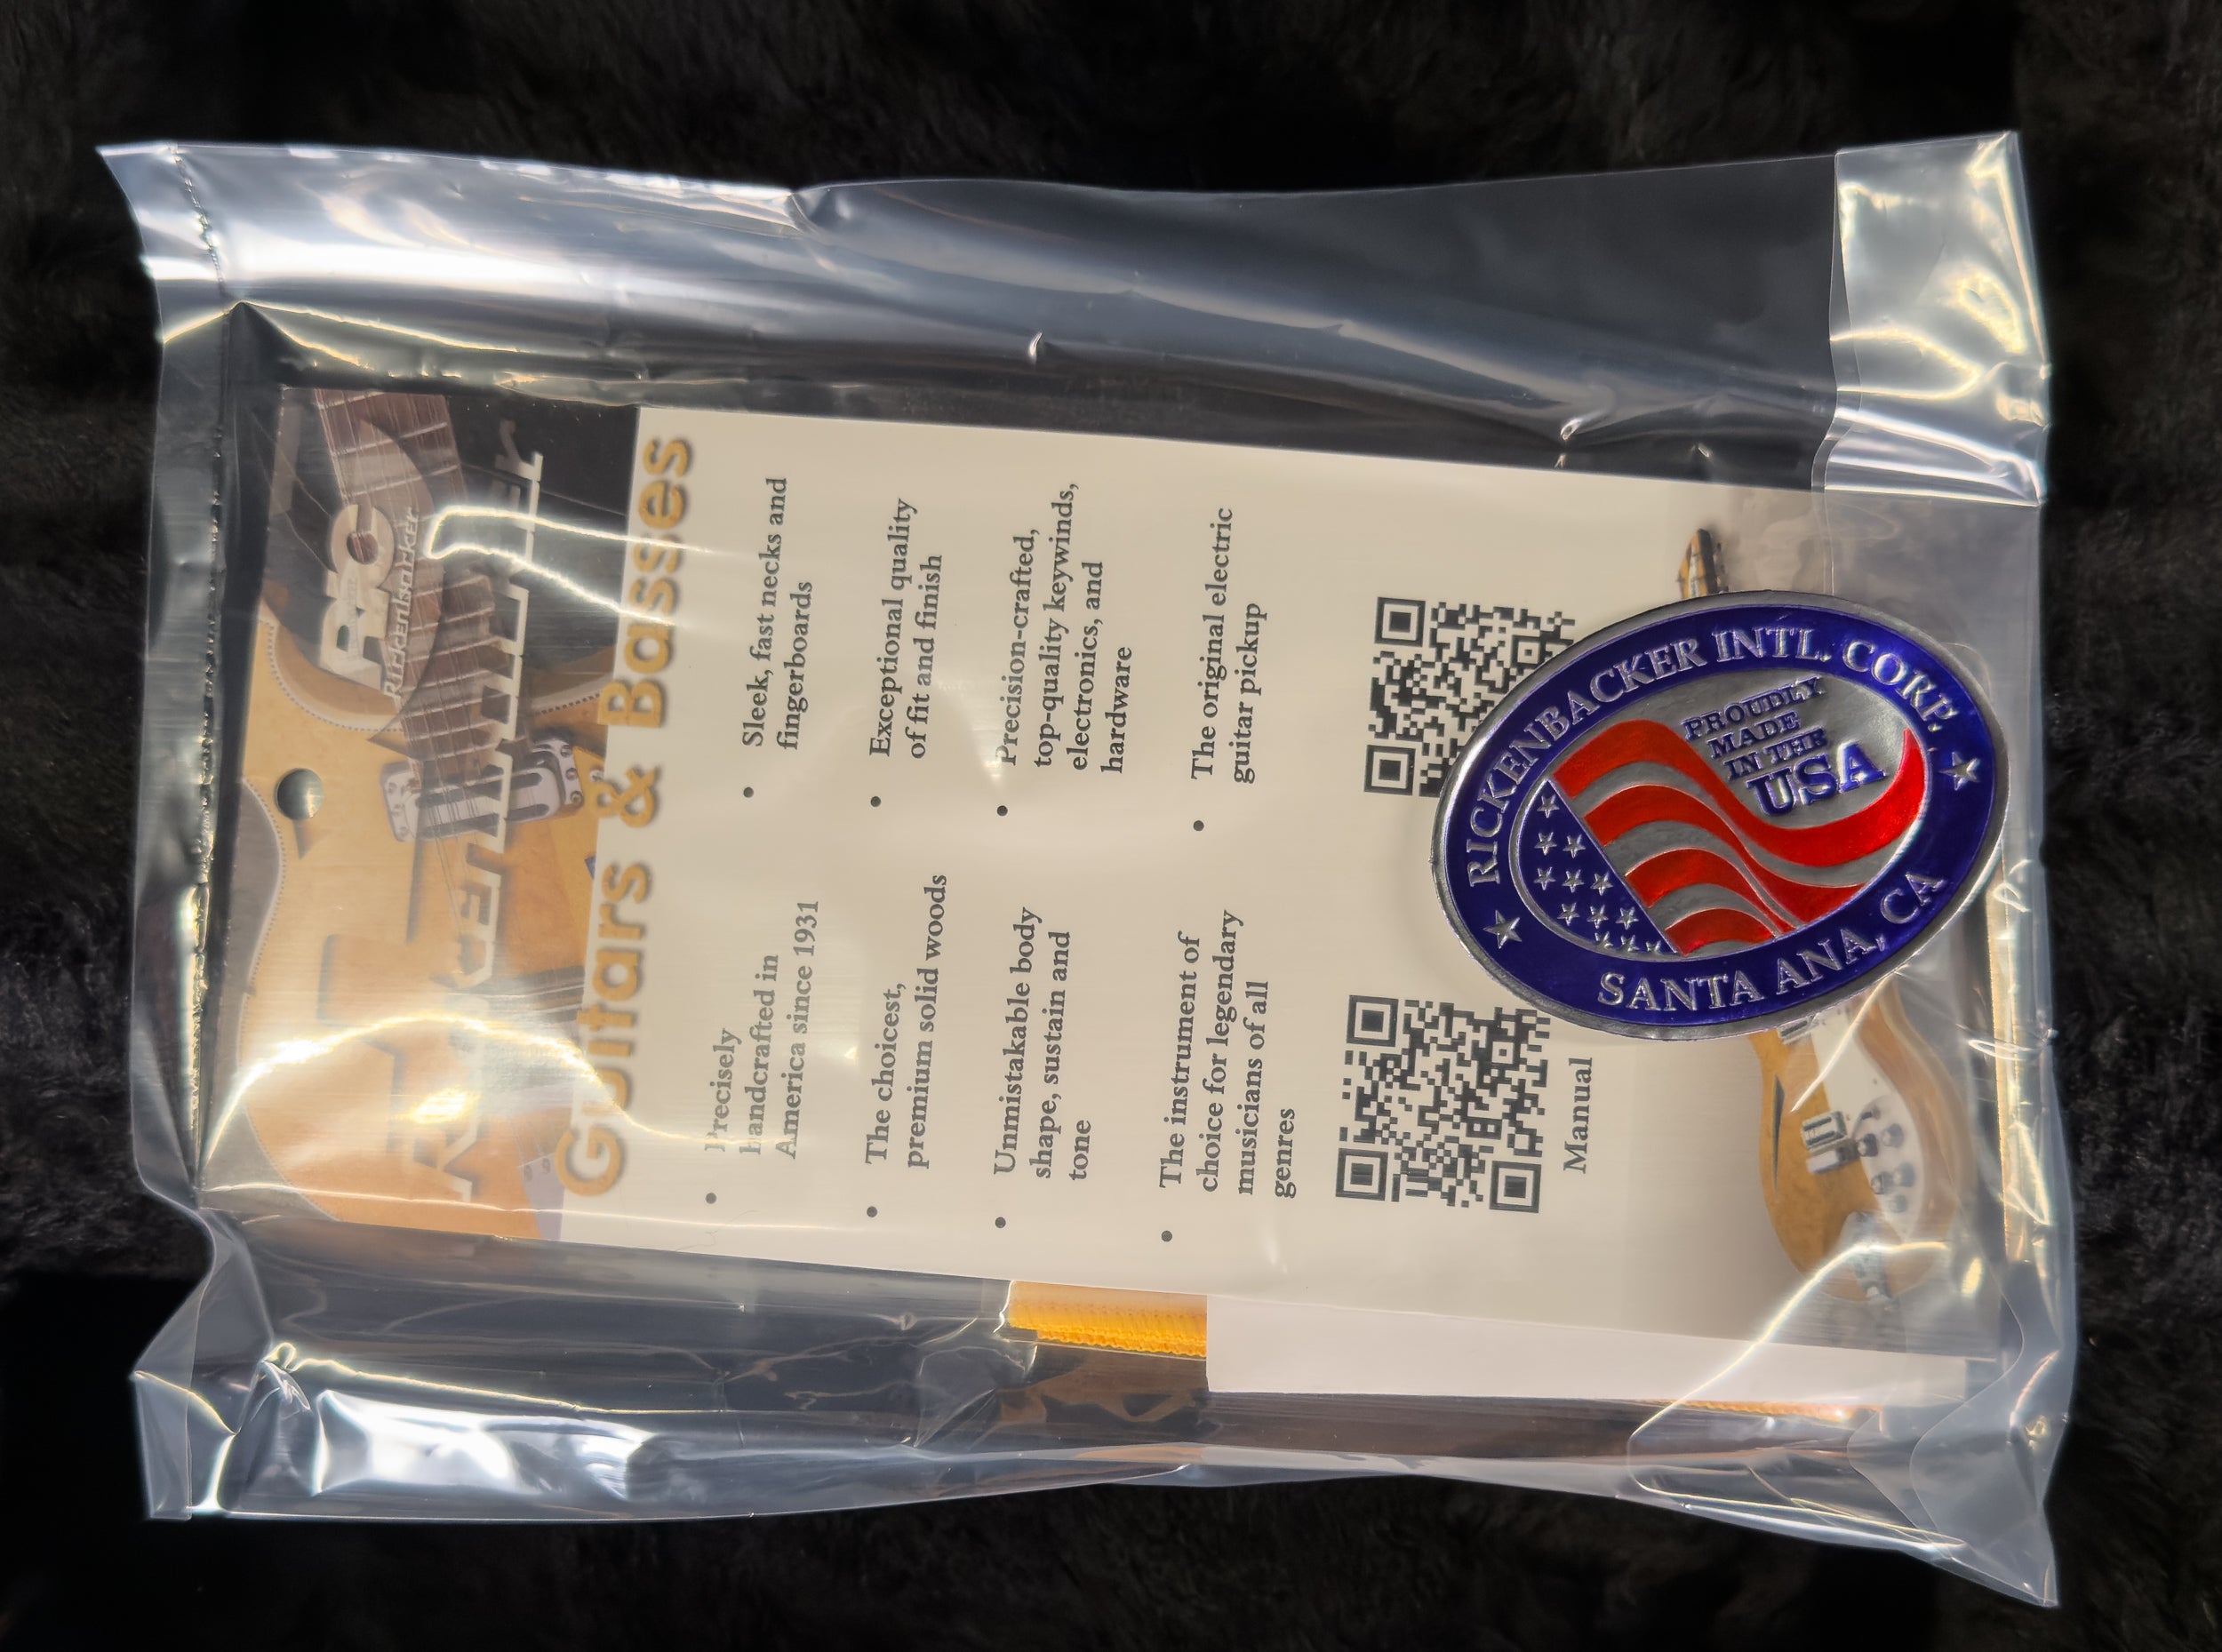 RIC
Rickenbacker
Rickenbacker
Guitars & Basses
• Precisely
handcrafted in
America since 1931
• The choicest,
premium solid woods
• Unmistakable body
shape, sustain and
tone
• The instrument of
choice for legendary
musicians of all
genres
• Sleek, fast necks and
fingerboards
• Exceptional quality
of fit and finish
• Precision-crafted,
top-quality keywinds,
electronics, and
hardware
• The original electric
guitar pickup
Manual
RICKENBACKER INTL. CORP.
PROUDLY
MADE
IN THE
USA
SANTA ANA, CA